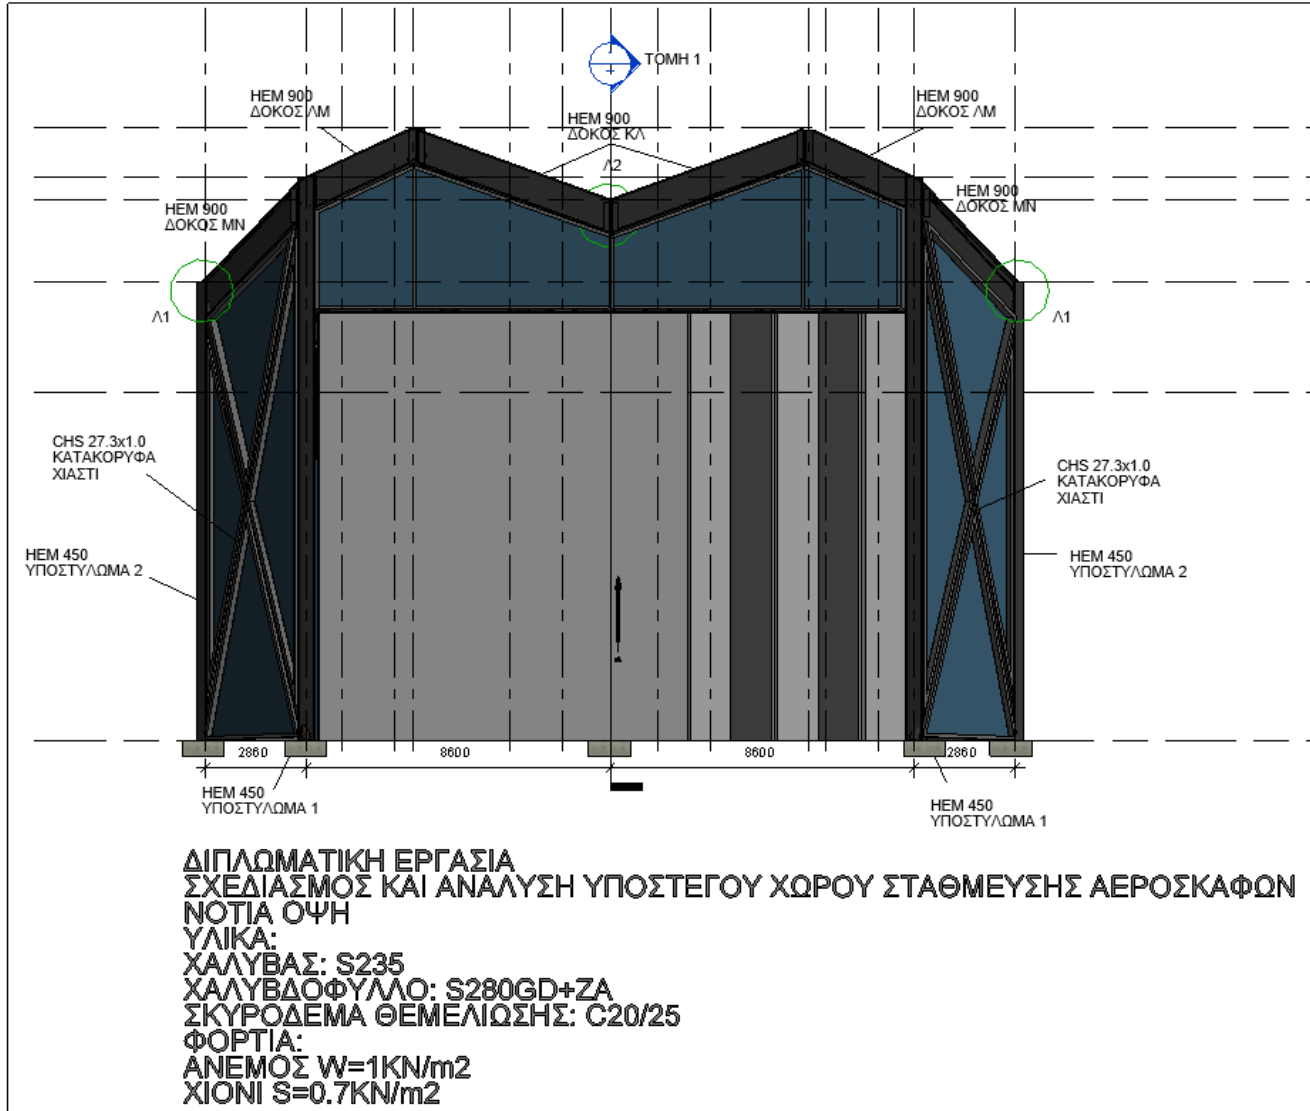 ΤΟΜΗ 1
HEM 900
ΔΟΚΟΣ ΛΜ
HEM 900
ΔΟΚΟΣ ΚΛ
Λ2
HEM 900
ΔΟΚΟΣ ΛΜ
HEM 900
ΔΟΚΟΣ ΜΝ
HEM 900
ΔΟΚΟΣ ΜΝ
Λ1
Λ1
CHS 27.3x1.0
ΚΑΤΑΚΟΡΥΦΑ
ΧΙΑΣΤΙ
CHS 27.3x1.0
ΚΑΤΑΚΟΡΥΦΑ
ΧΙΑΣΤΙ
HEM 450
ΥΠΟΣΤΥΛΩΜΑ 2
HEM 450
ΥΠΟΣΤΥΛΩΜΑ 2
2860 8600 8600 2860
HEM 450
ΥΠΟΣΤΥΛΩΜΑ 1
HEM 450
ΥΠΟΣΤΥΛΩΜΑ 1
ΔΙΠΛΩΜΑΤΙΚΗ ΕΡΓΑΣΙΑ
ΣΧΕΔΙΑΣΜΟΣ ΚΑΙ ΑΝΑΛΥΣΗ ΥΠΟΣΤΕΓΟΥ ΧΩΡΟΥ ΣΤΑΘΜΕΥΣΗΣ ΑΕΡΟΣΚΑΦΩΝ
ΝΟΤΙΑ ΟΨΗ
ΥΛΙΚΑ:
ΧΑΛΥΒΑΣ: S235
ΧΑΛΥΒΔΟΦΥΛΛΟ: S280GD+ZA
ΣΚΥΡΟΔΕΜΑ ΘΕΜΕΛΙΩΣΗΣ: C20/25
ΦΟΡΤΙΑ:
ΑΝΕΜΟΣ W=1KN/m2
ΧΙΟΝΙ S=0.7KN/m2